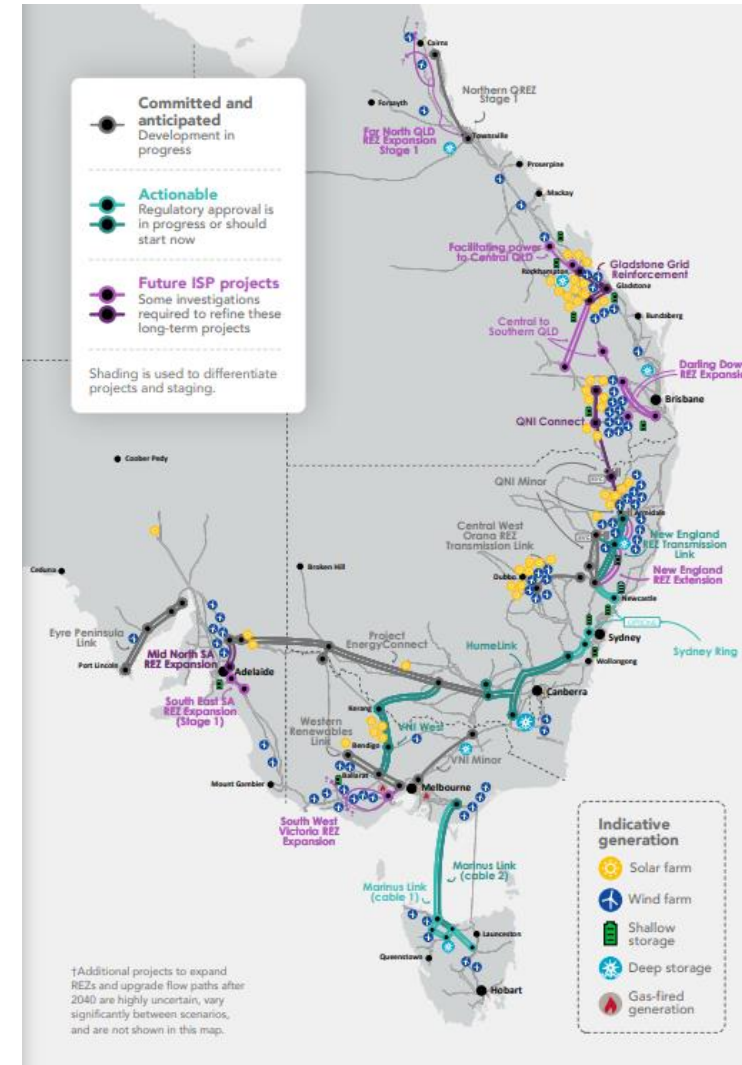 Committed and
anticipated
Development in
progress
Actionable
Regulatory approval is
in progress or should
start now
Future ISP projects
Some investigations
required to refine these
long-term projects
Shading is used to differentiate
projects and staging.
Cairns
Forsayth
Northern QREZ
Stage 1
Far North QLD
REZ Expansion
Stage 1
Townsville
Proserpine
Mackay
Facilitating power
to Central QLD
Rockhampton
Gladstone Grid
Reinforcement
Gladstone
Central to
Southern QLD
Bundaberg
Darling Dow
REZ Expansi
Brisbane
QNI Connect
Coober Pedy
QNI Minor
Armidale
Central West
Orana REZ
Transmission Link
New England
REZ Transmission
Link
Ceduna
Broken Hill
Dubbo
New England
REZ Extension
Newcastle
Eyre Peninsula
Link
Port Lincoln
Mid North SA
REZ Expansion
Adelaide
Project
EnergyConnect
HumeLink
Sydney
Sydney Ring
Wollongong
South East SA
REZ Expansion
(Stage 1)
Canberra
Kerang
Western
Renewables
Link
VNI West
Bendigo
VNI Minor
Ballarat
Mount Gambier
Melbourne
South West
Victoria REZ
Expansion
Marinus Link
(cable 2)
Marinus Link
(cable 1)
Launceston
Queenstown
Hobart
Indicative
generation
Solar farm
Wind farm
Shallow
storage
Deep storage
Gas-fired
generation
†Additional projects to expand
REZs and upgrade flow paths after
2040 are highly uncertain, vary
significantly between scenarios,
and are not shown in this map.